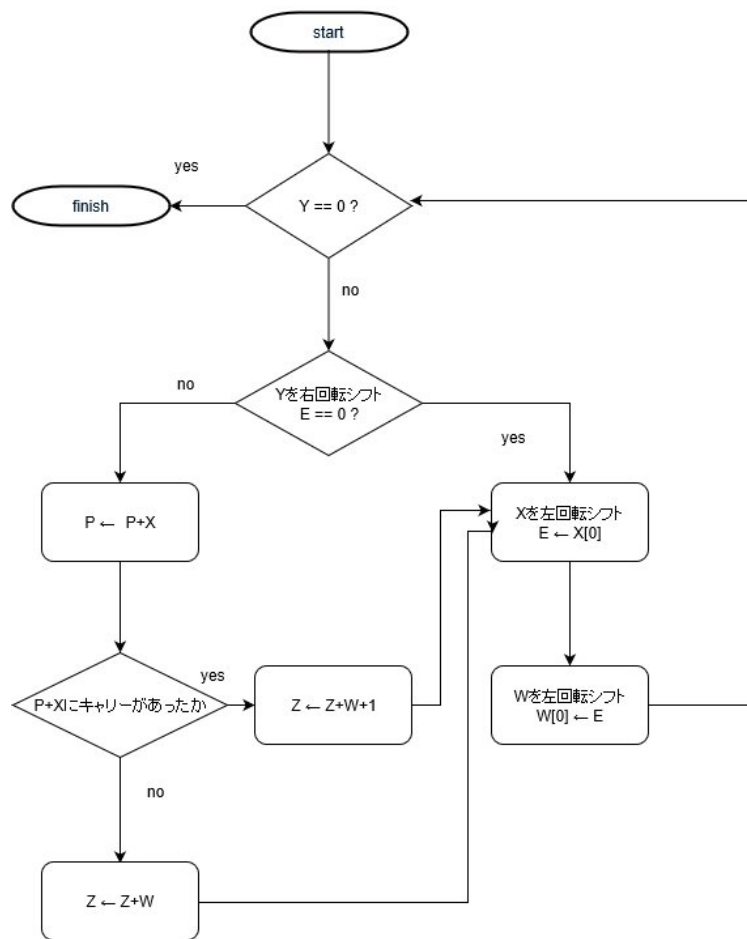 start
yes
finish
Y == 0 ?
no
Yを右回転シフト
E == 0 ?
no
yes
P ← P+X
Xを左回転シフト
E ← X[0]
P+Xにキャリーがあったか
yes
Z ← Z+W+1
Wを左回転シフト
W[0] ← E
no
Z ← Z+W